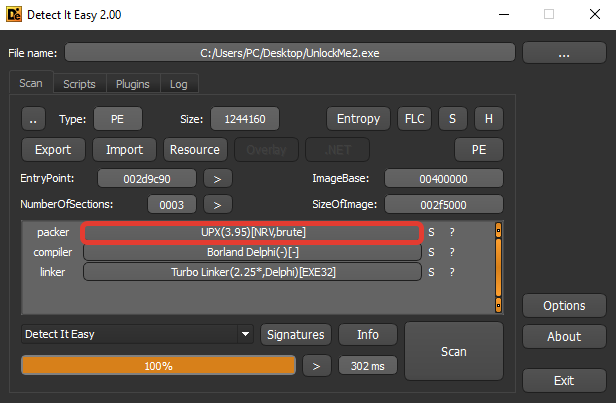 Detect It Easy 2.00
File name: C:/Users/PC/Desktop/UnlockMe2.exe ...
Scan Scripts Plugins Log
.. Type: PE Size: 1244160 Entropy FLC S H
Export Import Resource Overlay .NET PE
EntryPoint: 002d9c90 > ImageBase: 00400000
NumberOfSections: 0003 > SizeOfImage: 002f5000
packer UPX(3.95)[NRV,brute] S ?
compiler Borland Delphi(-)[-] S ?
linker Turbo Linker(2.25*,Delphi)[EXE32] S ?
Options
Detect It Easy Signatures Info Scan About
100% > 302 ms
Exit